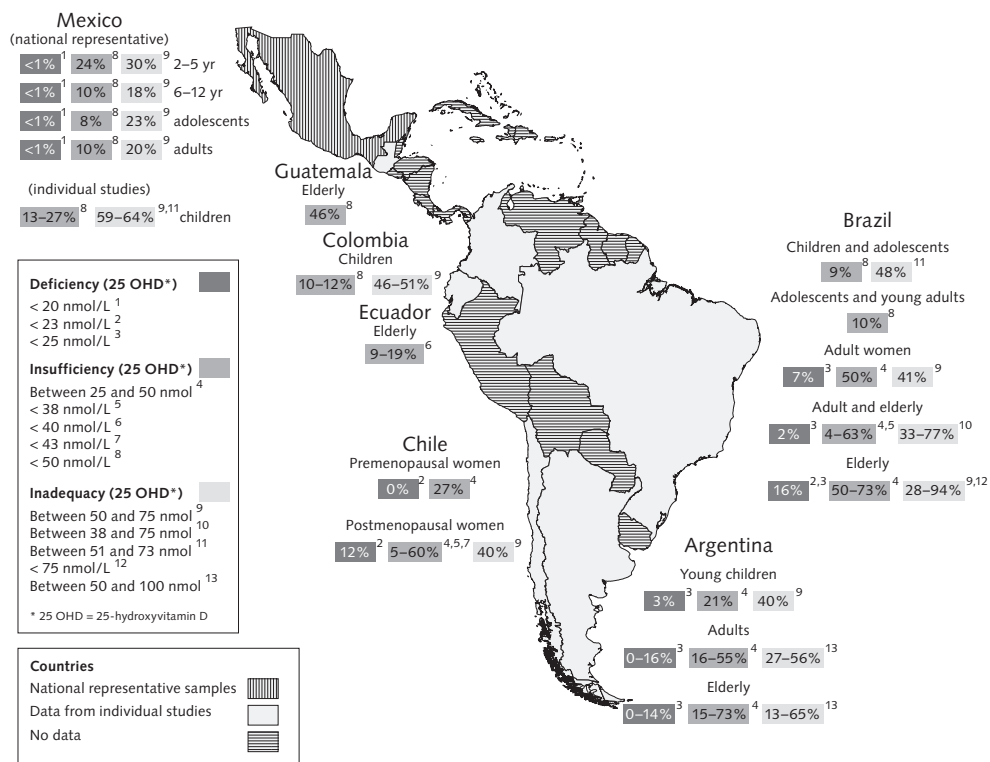 Mexico
(national representative)
<1% 1 24% 8 30% 9 2–5 yr
<1% 1 10% 8 18% 9 6–12 yr
<1% 1 8% 8 23% 9 adolescents
<1% 1 10% 8 20% 9 adults
(individual studies)
13–27% 8 59–64% 9,11 children
Guatemala
Elderly
46% 8
Colombia
Children
10–12% 8 46–51% 9
Ecuador
Elderly
9–19% 6
Chile
Premenopausal women
0% 2 27% 4
Postmenopausal women
12% 2 5–60% 4,5,7 40% 9
Brazil
Children and adolescents
9% 8 48% 11
Adolescents and young adults
10% 8
Adult women
7% 3 50% 4 41% 9
Adult and elderly
2% 3 4–63% 4,5 33–77% 10
Elderly
16% 2,3 50–73% 4 28–94% 9,12
Argentina
Young children
3% 3 21% 4 40% 9
Adults
0–16% 3 16–55% 4 27–56% 13
Elderly
0–14% 3 15–73% 4 13–65% 13
Deficiency (25 OHD*)
< 20 nmol/L 1
< 23 nmol/L 2
< 25 nmol/L 3
Insufficiency (25 OHD*)
Between 25 and 50 nmol 4
< 38 nmol/L 5
< 40 nmol/L 6
< 43 nmol/L 7
< 50 nmol/L 8
Inadequacy (25 OHD*)
Between 50 and 75 nmol 9
Between 38 and 75 nmol 10
Between 51 and 73 nmol 11
< 75 nmol/L 12
Between 50 and 100 nmol 13
* 25 OHD = 25-hydroxyvitamin D
Countries
National representative samples
Data from individual studies
No data